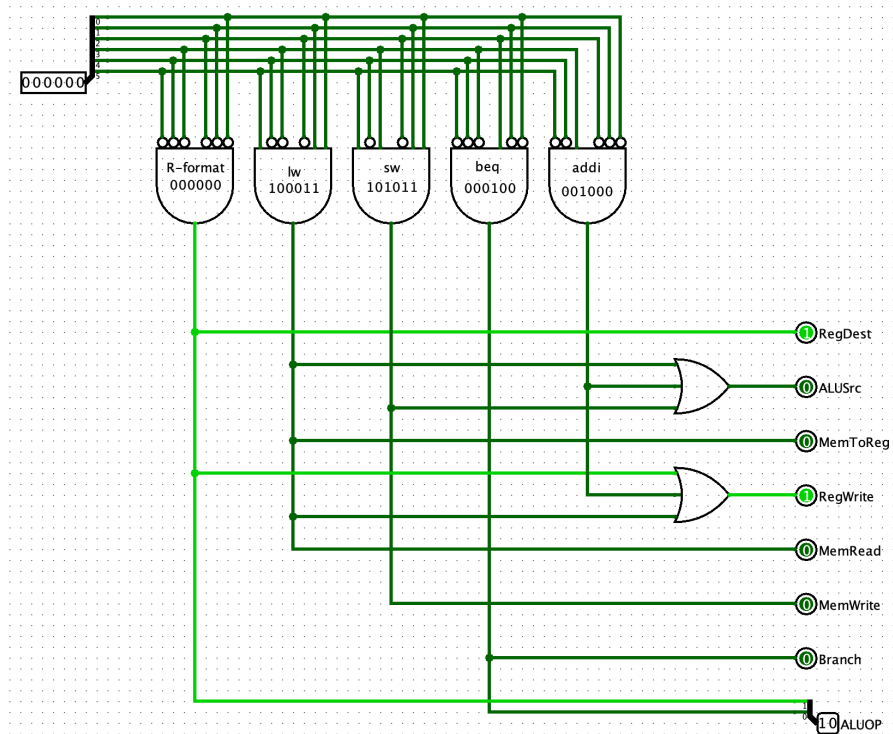 0
1
2
3
4
5
000000
R-format
000000
lw
100011
sw
101011
beq
000100
addi
001000
1 RegDest
0 ALUSrc
0 MemToReg
1 RegWrite
0 MemRead
0 MemWrite
0 Branch
1
0
10 ALUOP